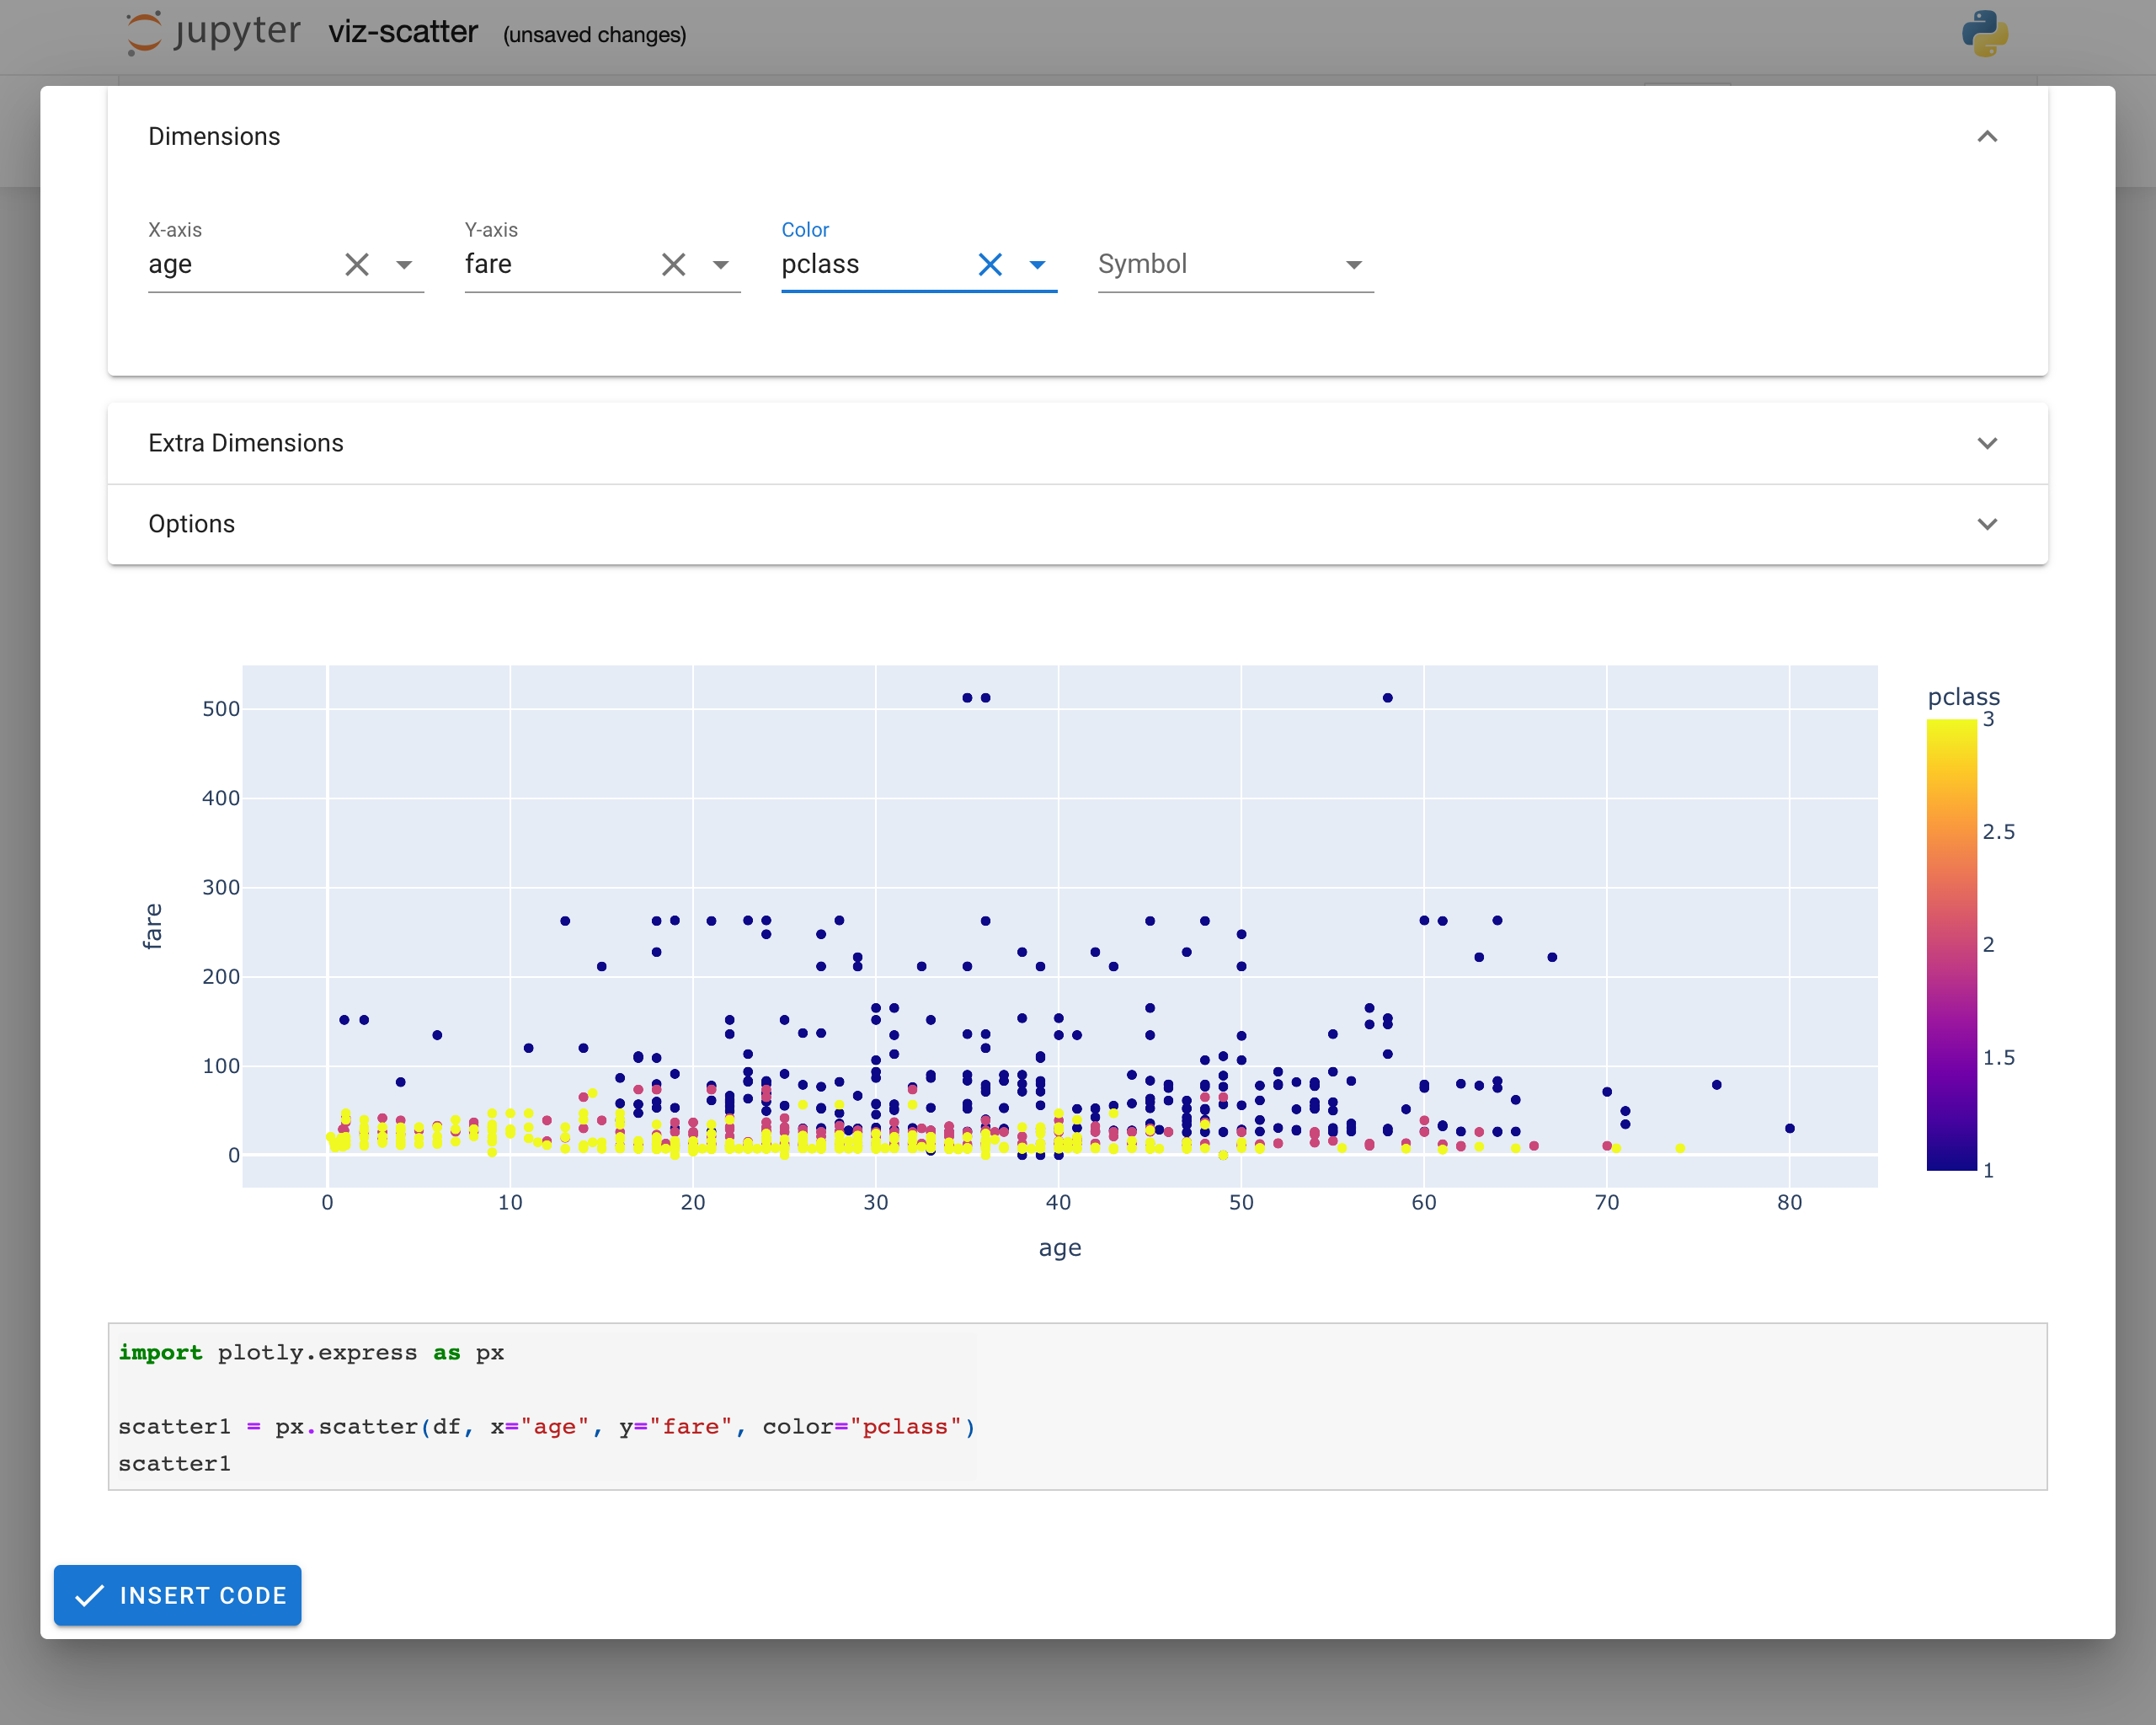 jupyter viz-scatter (unsaved changes)
Dimensions
X-axis Y-axis Color
age fare pclass Symbol
Extra Dimensions
Options
pclass
500
400
300
200
100
0
fare
0 10 20 30 40 50 60 70 80
age
3
2.5
2
1.5
1
import plotly.express as px
scatter1 = px.scatter(df, x="age", y="fare", color="pclass")
scatter1
INSERT CODE